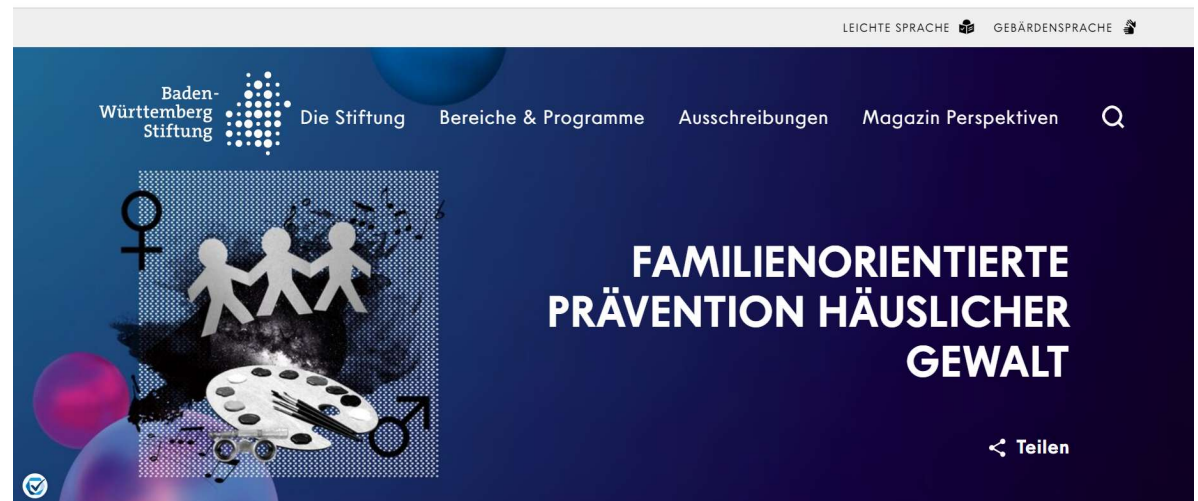 LEICHTE SPRACHE GEBÄRDENSPRACHE
Baden-
Württemberg
Stiftung
Die Stiftung Bereiche & Programme Ausschreibungen Magazin Perspektiven
FAMILIENORIENTIERTE
PRÄVENTION HÄUSLICHER
GEWALT
Teilen